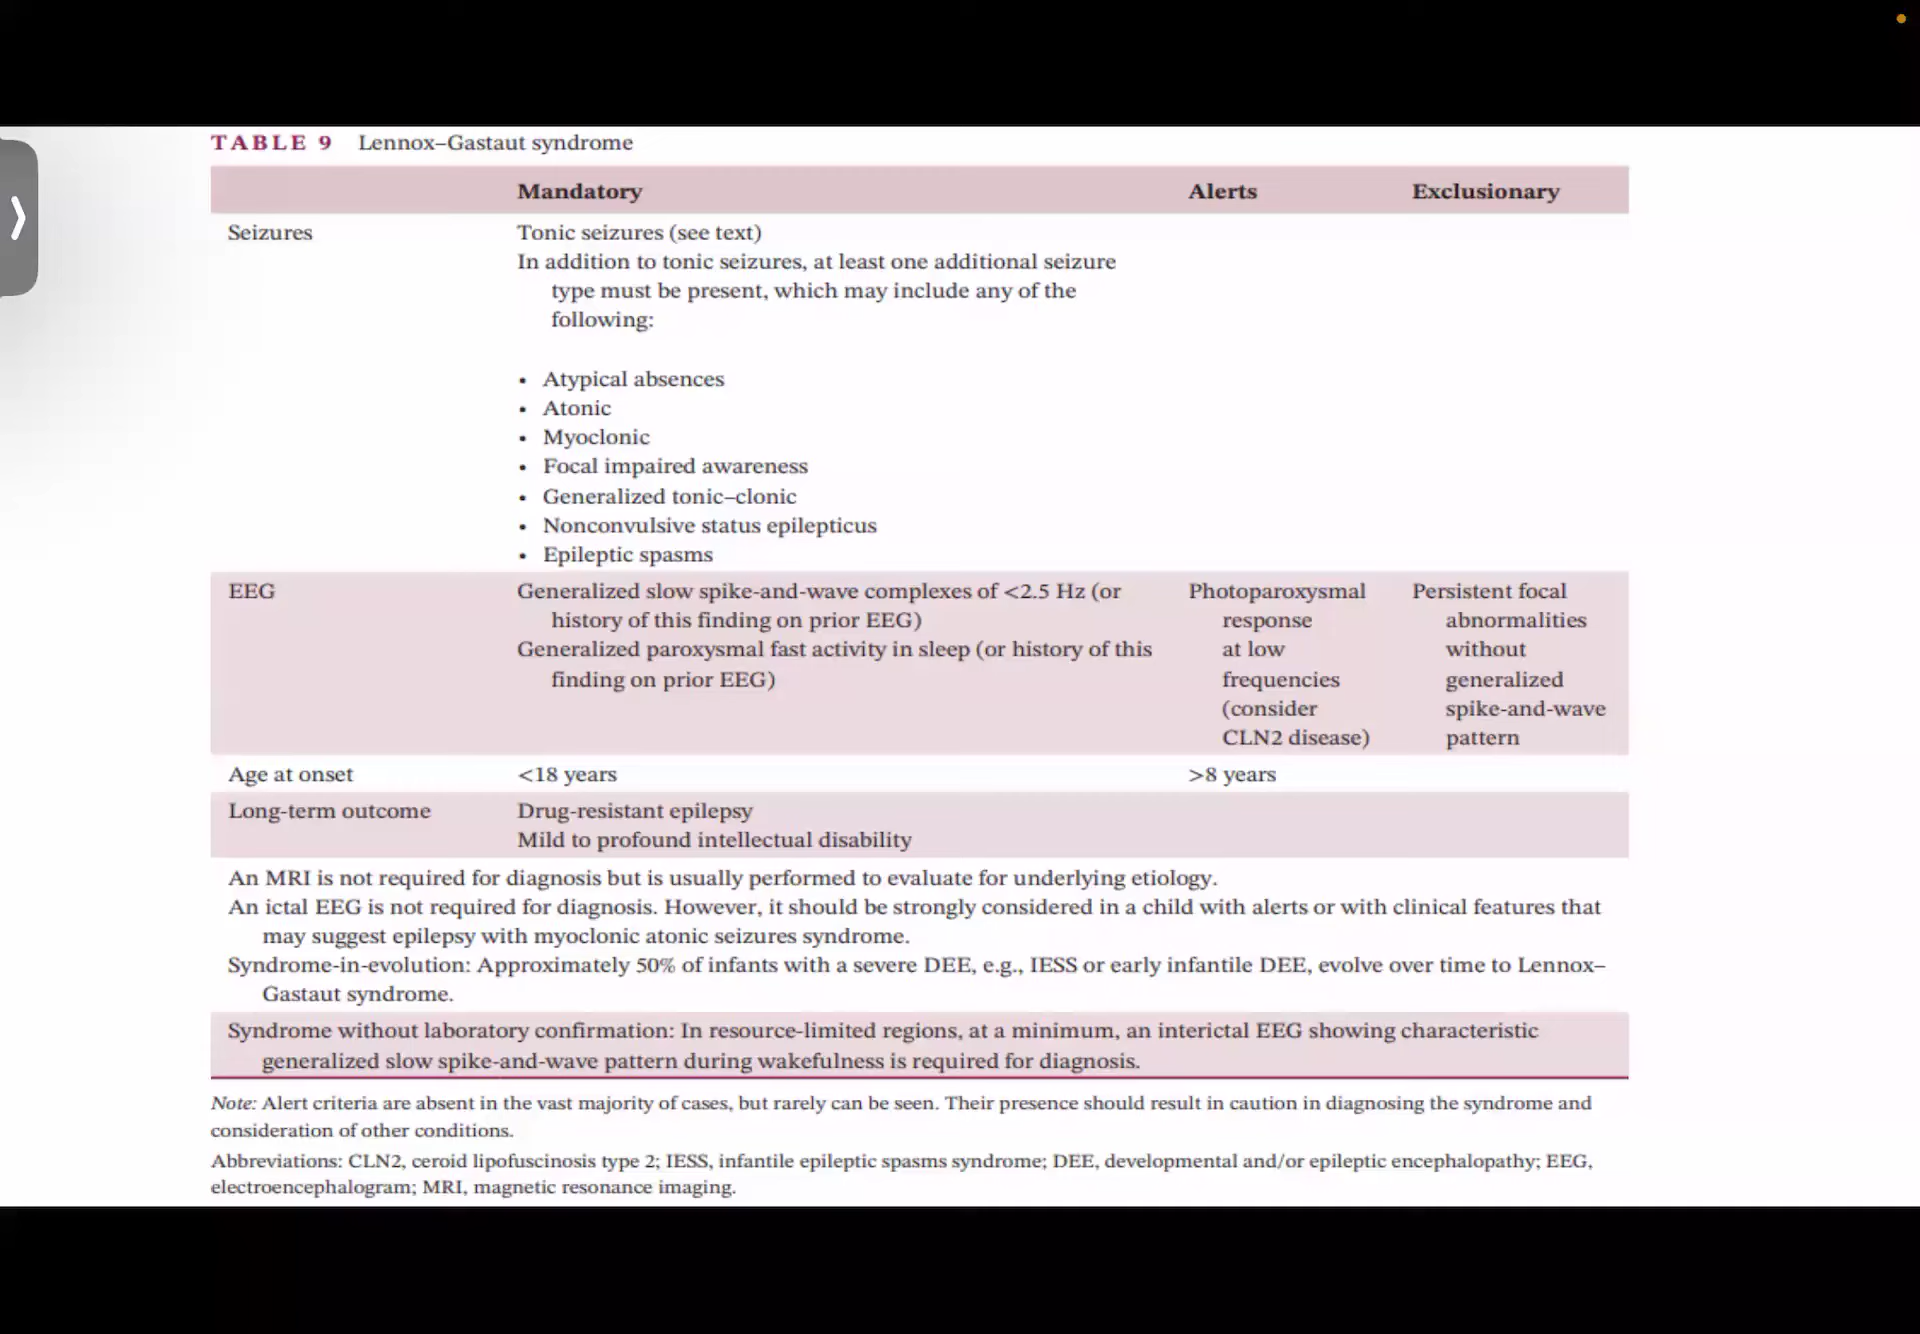 TABLE 9 Lennox–Gastaut syndrome
Mandatory Alerts Exclusionary
Seizures Tonic seizures (see text)
In addition to tonic seizures, at least one additional seizure
type must be present, which may include any of the
following:
• Atypical absences
• Atonic
• Myoclonic
• Focal impaired awareness
• Generalized tonic–clonic
• Nonconvulsive status epilepticus
• Epileptic spasms
EEG Generalized slow spike-and-wave complexes of <2.5 Hz (or Photoparoxysmal Persistent focal
history of this finding on prior EEG) response abnormalities
Generalized paroxysmal fast activity in sleep (or history of this at low without
finding on prior EEG) frequencies generalized
(consider spike-and-wave
CLN2 disease) pattern
Age at onset <18 years >8 years
Long-term outcome Drug-resistant epilepsy
Mild to profound intellectual disability
An MRI is not required for diagnosis but is usually performed to evaluate for underlying etiology.
An ictal EEG is not required for diagnosis. However, it should be strongly considered in a child with alerts or with clinical features that
may suggest epilepsy with myoclonic atonic seizures syndrome.
Syndrome-in-evolution: Approximately 50% of infants with a severe DEE, e.g., IESS or early infantile DEE, evolve over time to Lennox–
Gastaut syndrome.
Syndrome without laboratory confirmation: In resource-limited regions, at a minimum, an interictal EEG showing characteristic
generalized slow spike-and-wave pattern during wakefulness is required for diagnosis.
Note: Alert criteria are absent in the vast majority of cases, but rarely can be seen. Their presence should result in caution in diagnosing the syndrome and
consideration of other conditions.
Abbreviations: CLN2, ceroid lipofuscinosis type 2; IESS, infantile epileptic spasms syndrome; DEE, developmental and/or epileptic encephalopathy; EEG,
electroencephalogram; MRI, magnetic resonance imaging.